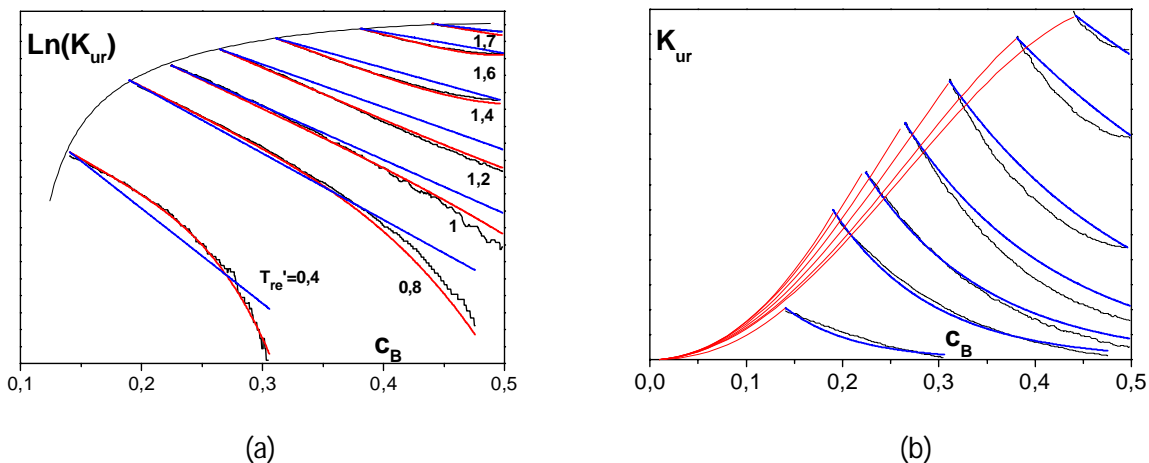 Ln(K_ur)
1,7
1,6
1,4
1,2
1
0,8
T_re'=0,4
c_B
0,1 0,2 0,3 0,4 0,5
(a)
K_ur
c_B
0,0 0,1 0,2 0,3 0,4 0,5
(b)